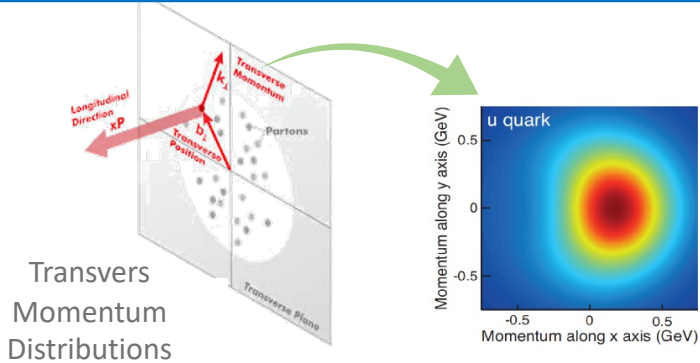 Transverse
Momentum
k⊥
Longitudinal
Direction
xP
Partons
b⊥
Transverse
Position
Transverse Plane
Transvers
Momentum
Distributions
u quark
Momentum along y axis (GeV)
0.5
0
-0.5
-0.5
0
0.5
Momentum along x axis (GeV)